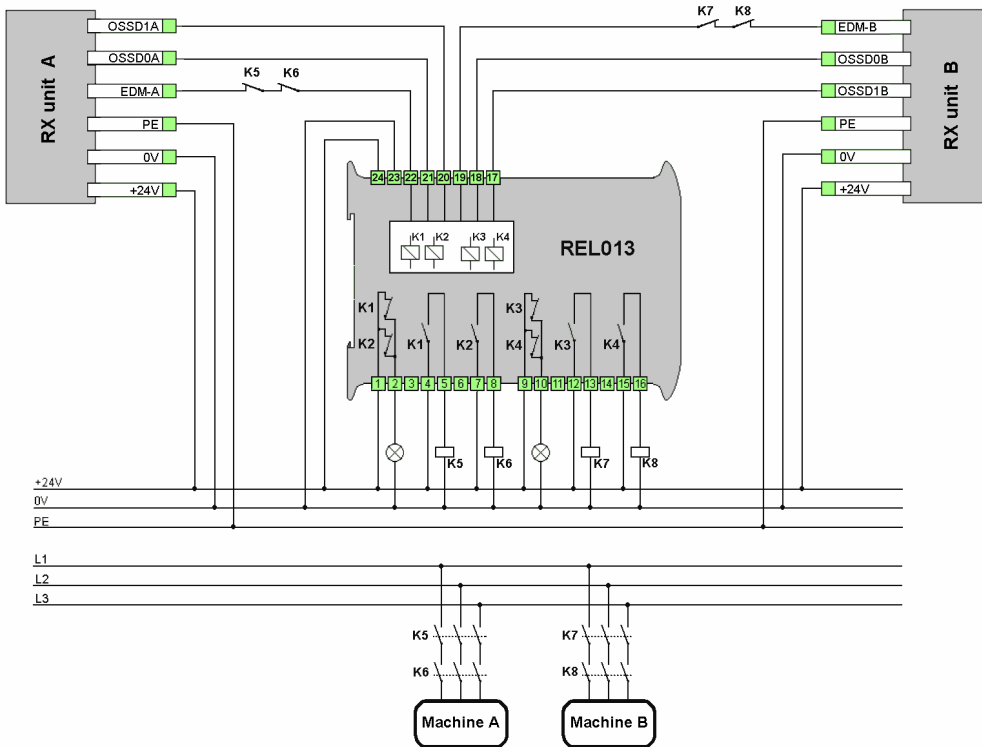 K7 K8
OSSD1A
EDM-B
OSSD0A
OSSD0B
K5 K6
EDM-A
OSSD1B
RX unit A
RX unit B
PE
PE
0V
0V
+24V
+24V
24 23 22 21 20 19 18 17
K1 K2 K3 K4
REL013
K1
K3
K2 K1 K2 K4 K3 K4
1 2 3 4 5 6 7 8 9 10 11 12 13 14 15 16
K5 K6 K7 K8
+24V
0V
PE
L1
L2
L3
K5 K7
K6 K8
Machine A
Machine B